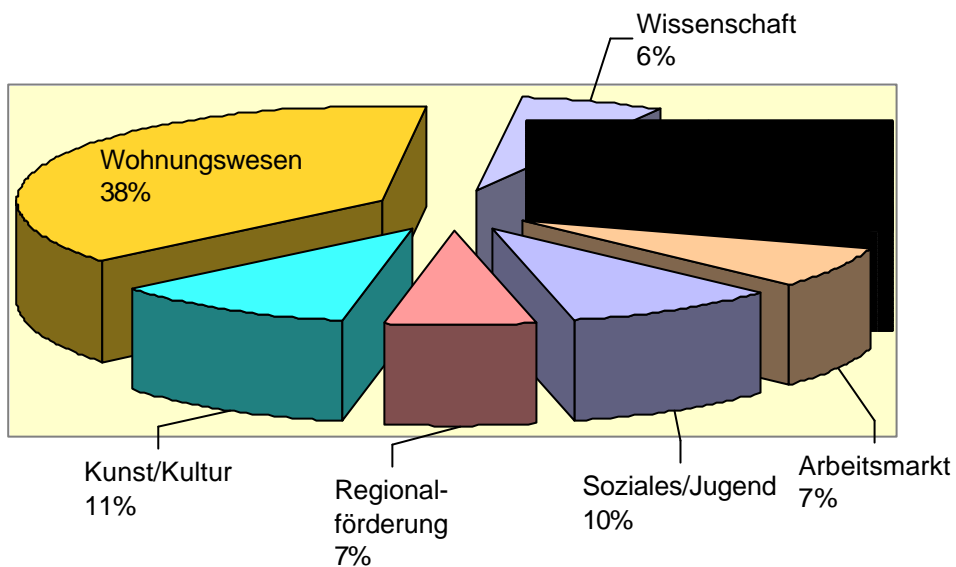 Wissenschaft
6%
Wohnungswesen
38%
Kunst/Kultur
11%
Regional-
förderung
7%
Soziales/Jugend
10%
Arbeitsmarkt
7%